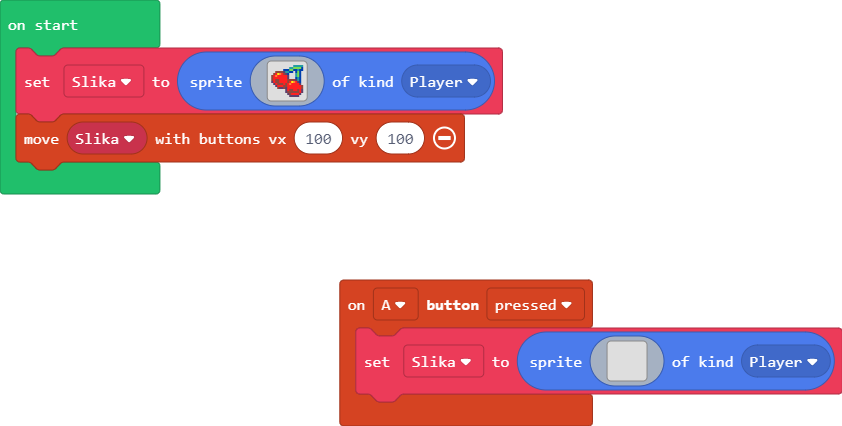 on start
set Slika to sprite of kind Player
move Slika with buttons vx 100 vy 100
on A button pressed
set Slika to sprite of kind Player